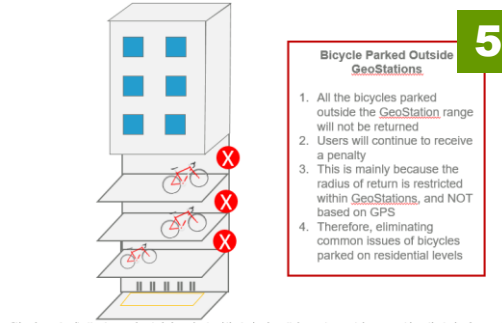 5
Bicycle Parked Outside
GeoStations
1. All the bicycles parked
outside the GeoStation range
will not be returned
2. Users will continue to receive
a penalty
3. This is mainly because the
radius of return is restricted
within GeoStations, and NOT
based on GPS
4. Therefore, eliminating
common issues of bicycles
parked on residential levels
X
X
X